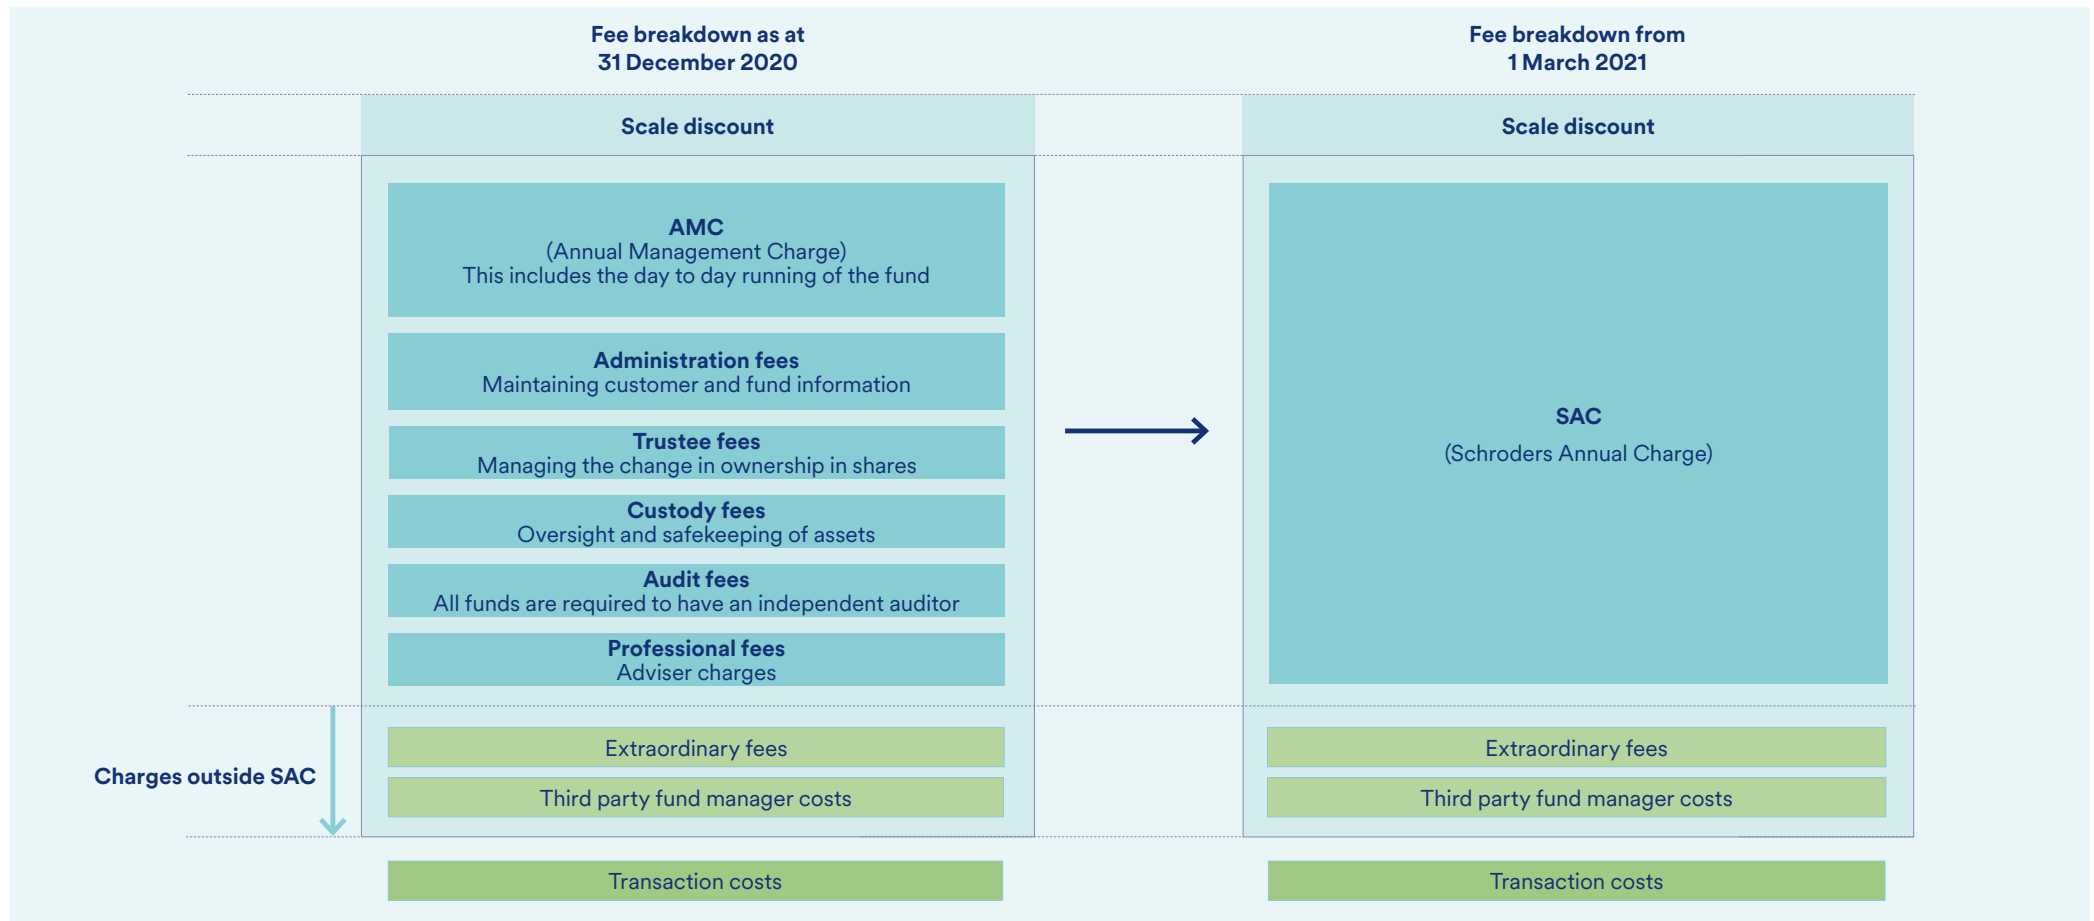 Fee breakdown as at
31 December 2020
Scale discount
AMC
(Annual Management Charge)
This includes the day to day running of the fund
Administration fees
Maintaining customer and fund information
Trustee fees
Managing the change in ownership in shares
Custody fees
Oversight and safekeeping of assets
Audit fees
All funds are required to have an independent auditor
Professional fees
Adviser charges
Charges outside SAC
Extraordinary fees
Third party fund manager costs
Transaction costs
Fee breakdown from
1 March 2021
Scale discount
SAC
(Schroders Annual Charge)
Extraordinary fees
Third party fund manager costs
Transaction costs